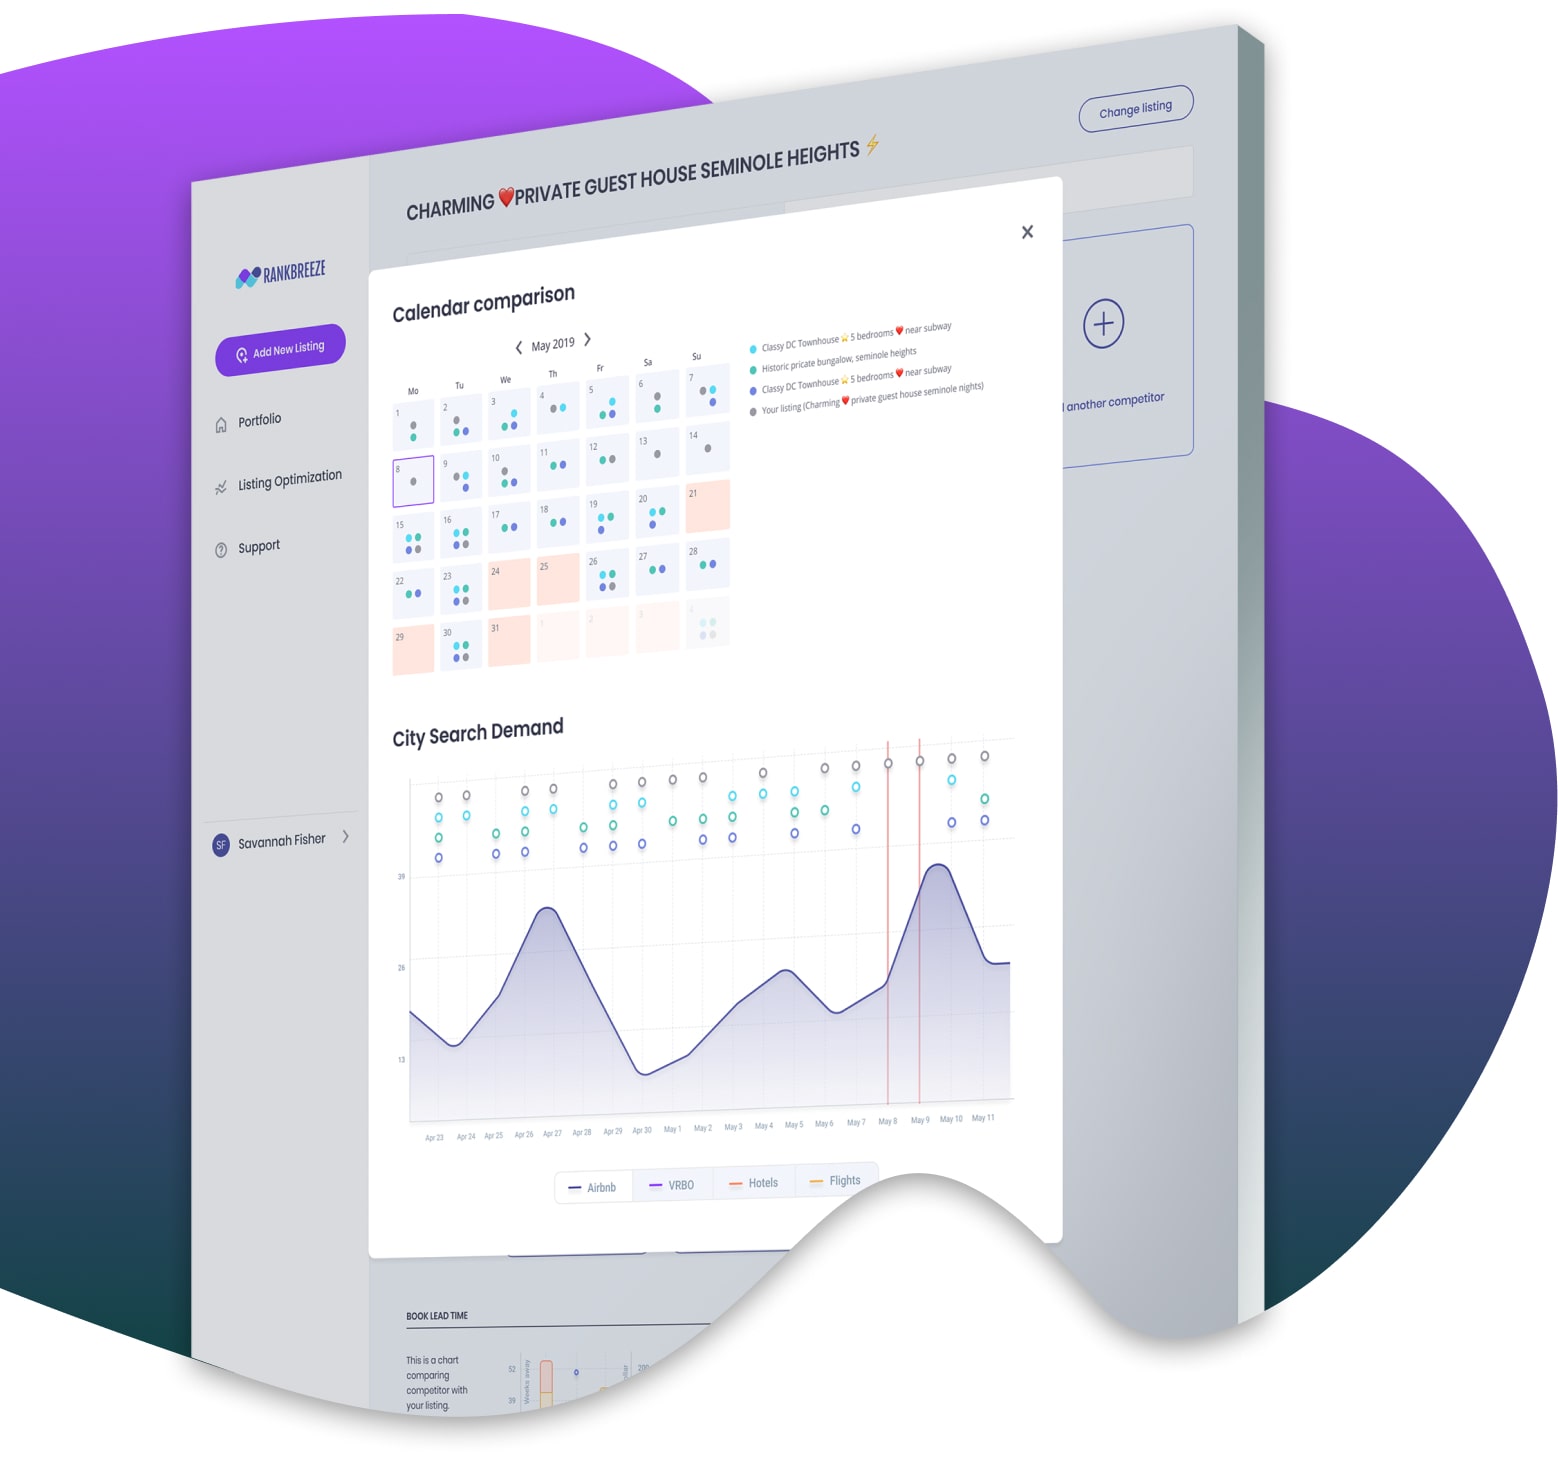 CHARMING ❤️PRIVATE GUEST HOUSE SEMINOLE HEIGHTS ⚡
Change listing
RANKBREEZE
Add New Listing
Portfolio
Listing Optimization
Support
SF Savannah Fisher
Calendar comparison
May 2019
Mo Tu We Th Fr Sa Su
1 2 3 4 5 6 7
8 9 10 11 12 13 14
15 16 17 18 19 20 21
22 23 24 25 26 27 28
29 30 31 1 2 3 4
Classy DC Townhouse ⭐ 5 bedrooms ❤️ near subway
Historic pricate bungalow, seminole heights
Classy DC Townhouse ⭐ 5 bedrooms ❤️ near subway
Your listing (Charming ❤️ private guest house seminole nights)
another competitor
City Search Demand
39
26
13
Apr 23 Apr 24 Apr 25 Apr 26 Apr 27 Apr 28 Apr 29 Apr 30 May 1 May 2 May 3 May 4 May 5 May 6 May 7 May 8 May 9 May 10 May 11
Airbnb VRBO Hotels Flights
BOOK LEAD TIME
This is a chart
comparing
competitor with
your listing.
52
39
Weeks away
200